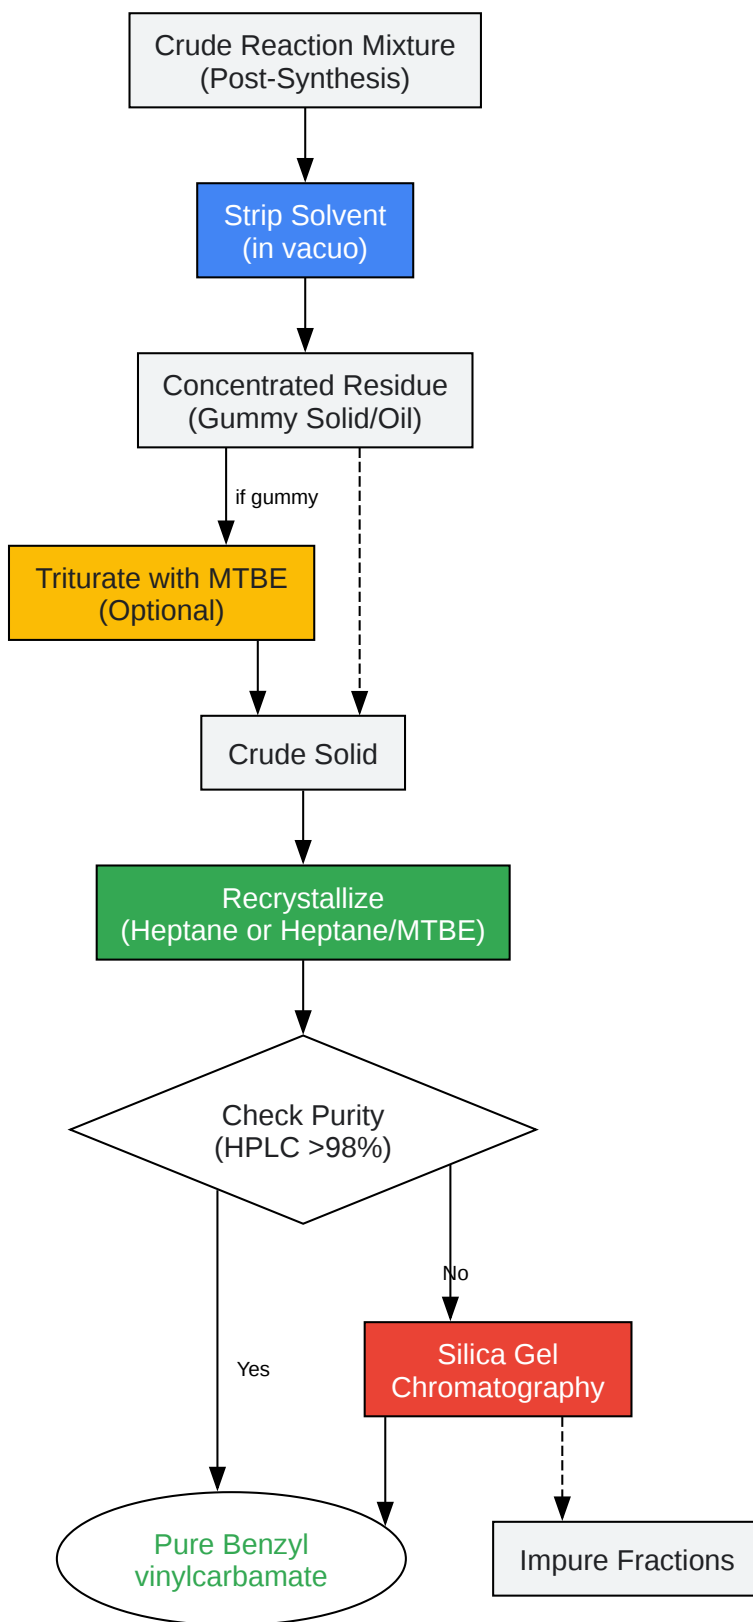 Crude Reaction Mixture
(Post-Synthesis)
Strip Solvent
(in vacuo)
Concentrated Residue
(Gummy Solid/Oil)
if gummy
Triturate with MTBE
(Optional)
Crude Solid
Recrystallize
(Heptane or Heptane/MTBE)
Check Purity
(HPLC >98%)
No
Silica Gel
Chromatography
Yes
Pure Benzyl
vinylcarbamate
Impure Fractions